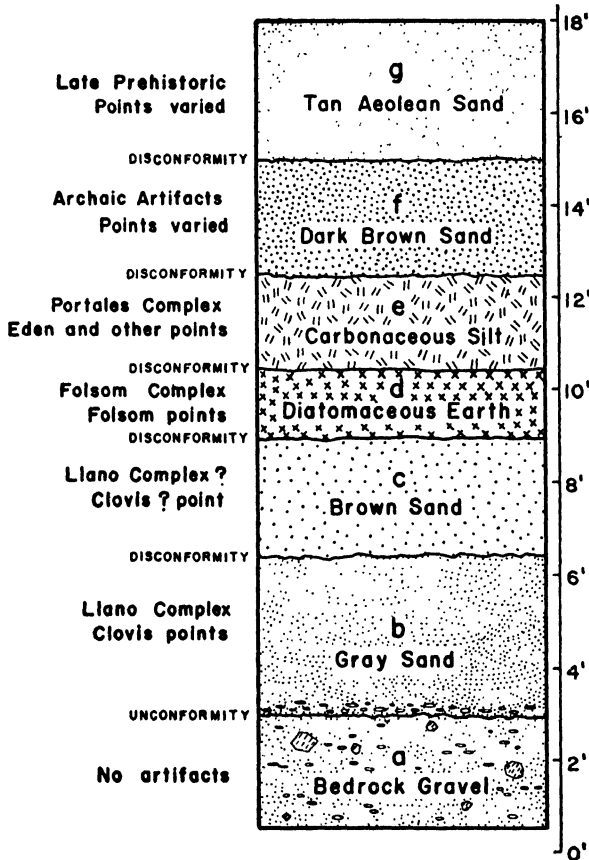 18'
g
Late Prehistoric
Points varied
Tan Aeolean Sand
16'
DISCONFORMITY
Archaic Artifacts
Points varied
14'
f
Dark Brown Sand
DISCONFORMITY
12'
Portales Complex
Eden and other points
e
Carbonaceous Silt
DISCONFORMITY
10'
Folsom Complex
Folsom points
d
Diatomaceous Earth
DISCONFORMITY
Llano Complex ?
Clovis ? point
c
Brown Sand
8'
DISCONFORMITY
6'
Llano Complex
Clovis points
b
Gray Sand
4'
UNCONFORMITY
No artifacts
a
Bedrock Gravel
2'
0'